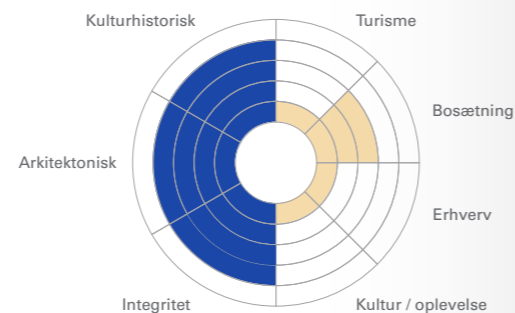 Kulturhistorisk
Turisme
Bosætning
Arkitektonisk
Erhverv
Integritet
Kultur / oplevelse